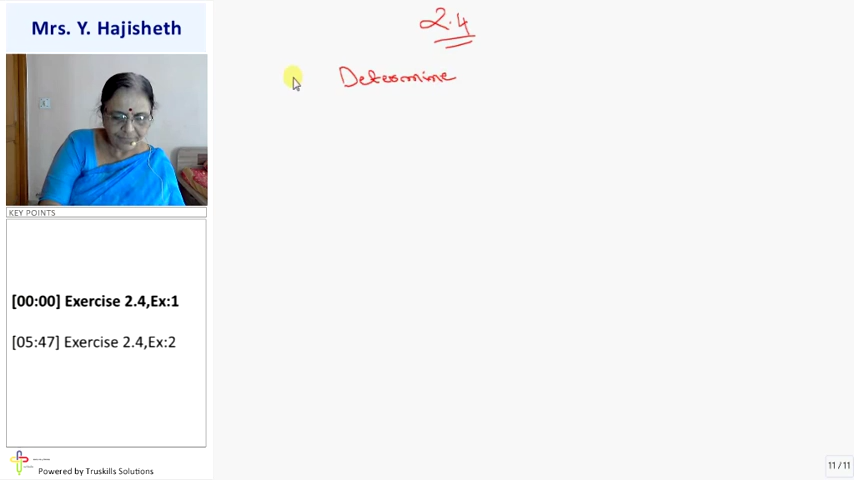 Mrs. Y. Hajisheth
2.4
Determine
KEY POINTS
[00:00] Exercise 2.4,Ex:1
[05:47] Exercise 2.4,Ex:2
Powered by Truskills Solutions
11/11